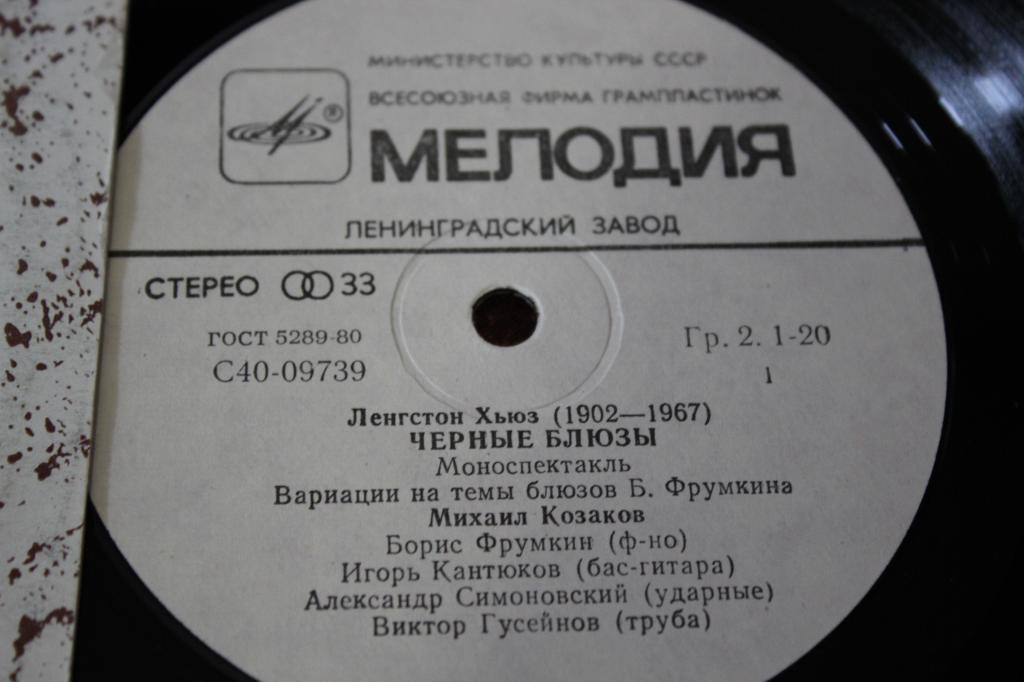 МИНИСТЕРСТВО КУЛЬТУРЫ СССР
ВСЕСОЮЗНАЯ ФИРМА ГРАМПЛАСТИНОК
®
МЕЛОДИЯ
ЛЕНИНГРАДСКИЙ ЗАВОД
СТЕРЕО 33
ГОСТ 5289-80
С40-09739
Гр. 2. 1-20
1
Ленгстон Хьюз (1902—1967)
ЧЕРНЫЕ БЛЮЗЫ
Моноспектакль
Вариации на темы блюзов Б. Фрумкина
Михаил Козаков
Борис Фрумкин (ф-но)
Игорь Кантюков (бас-гитара)
Александр Симоновский (ударные)
Виктор Гусейнов (труба)